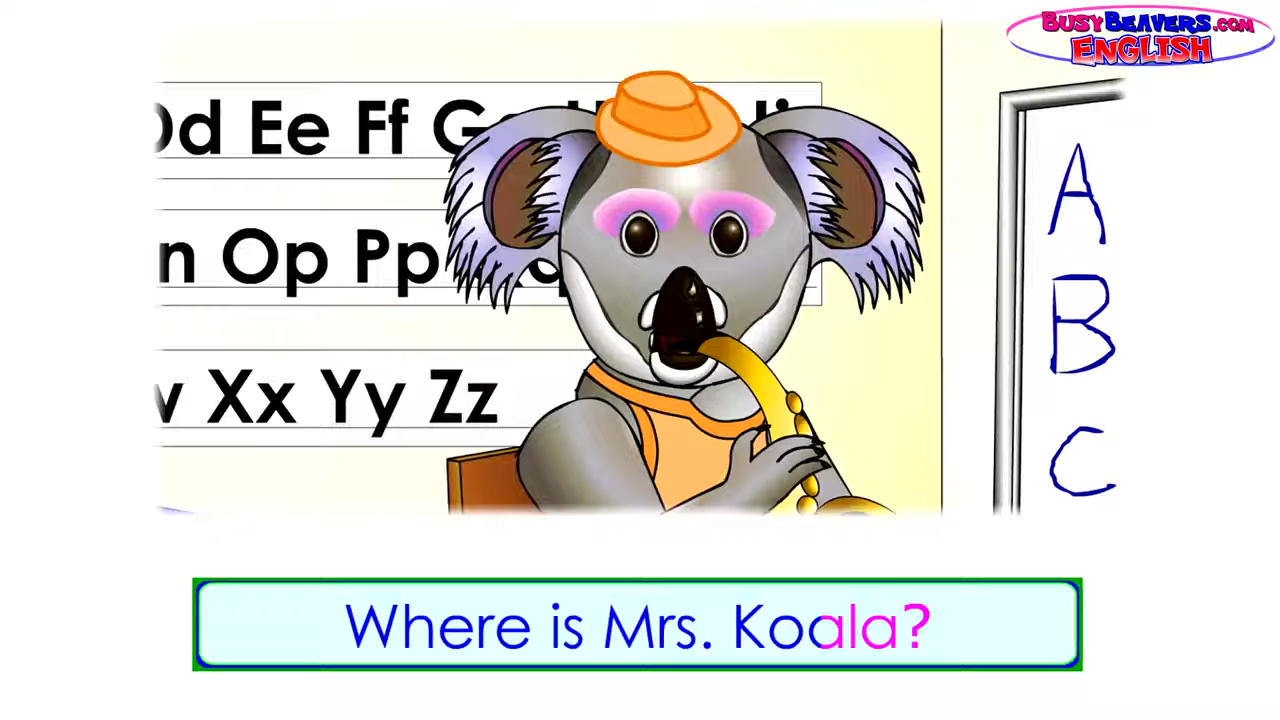 BUSYBEAVERS.COM
ENGLISH
Dd Ee Ff
Op Pp
Xx Yy Zz
A
B
C
Where is Mrs. Koala?